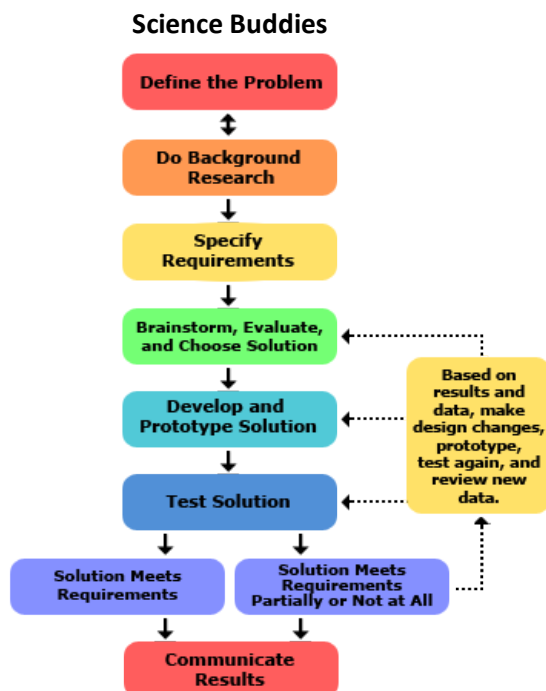 Science Buddies
Define the Problem
Do Background
Research
Specify
Requirements
Brainstorm, Evaluate,
and Choose Solution
Develop and
Prototype Solution
Test Solution
Based on
results and
data, make
design changes,
prototype,
test again, and
review new
data.
Solution Meets
Requirements
Solution Meets
Requirements
Partially or Not at All
Communicate
Results